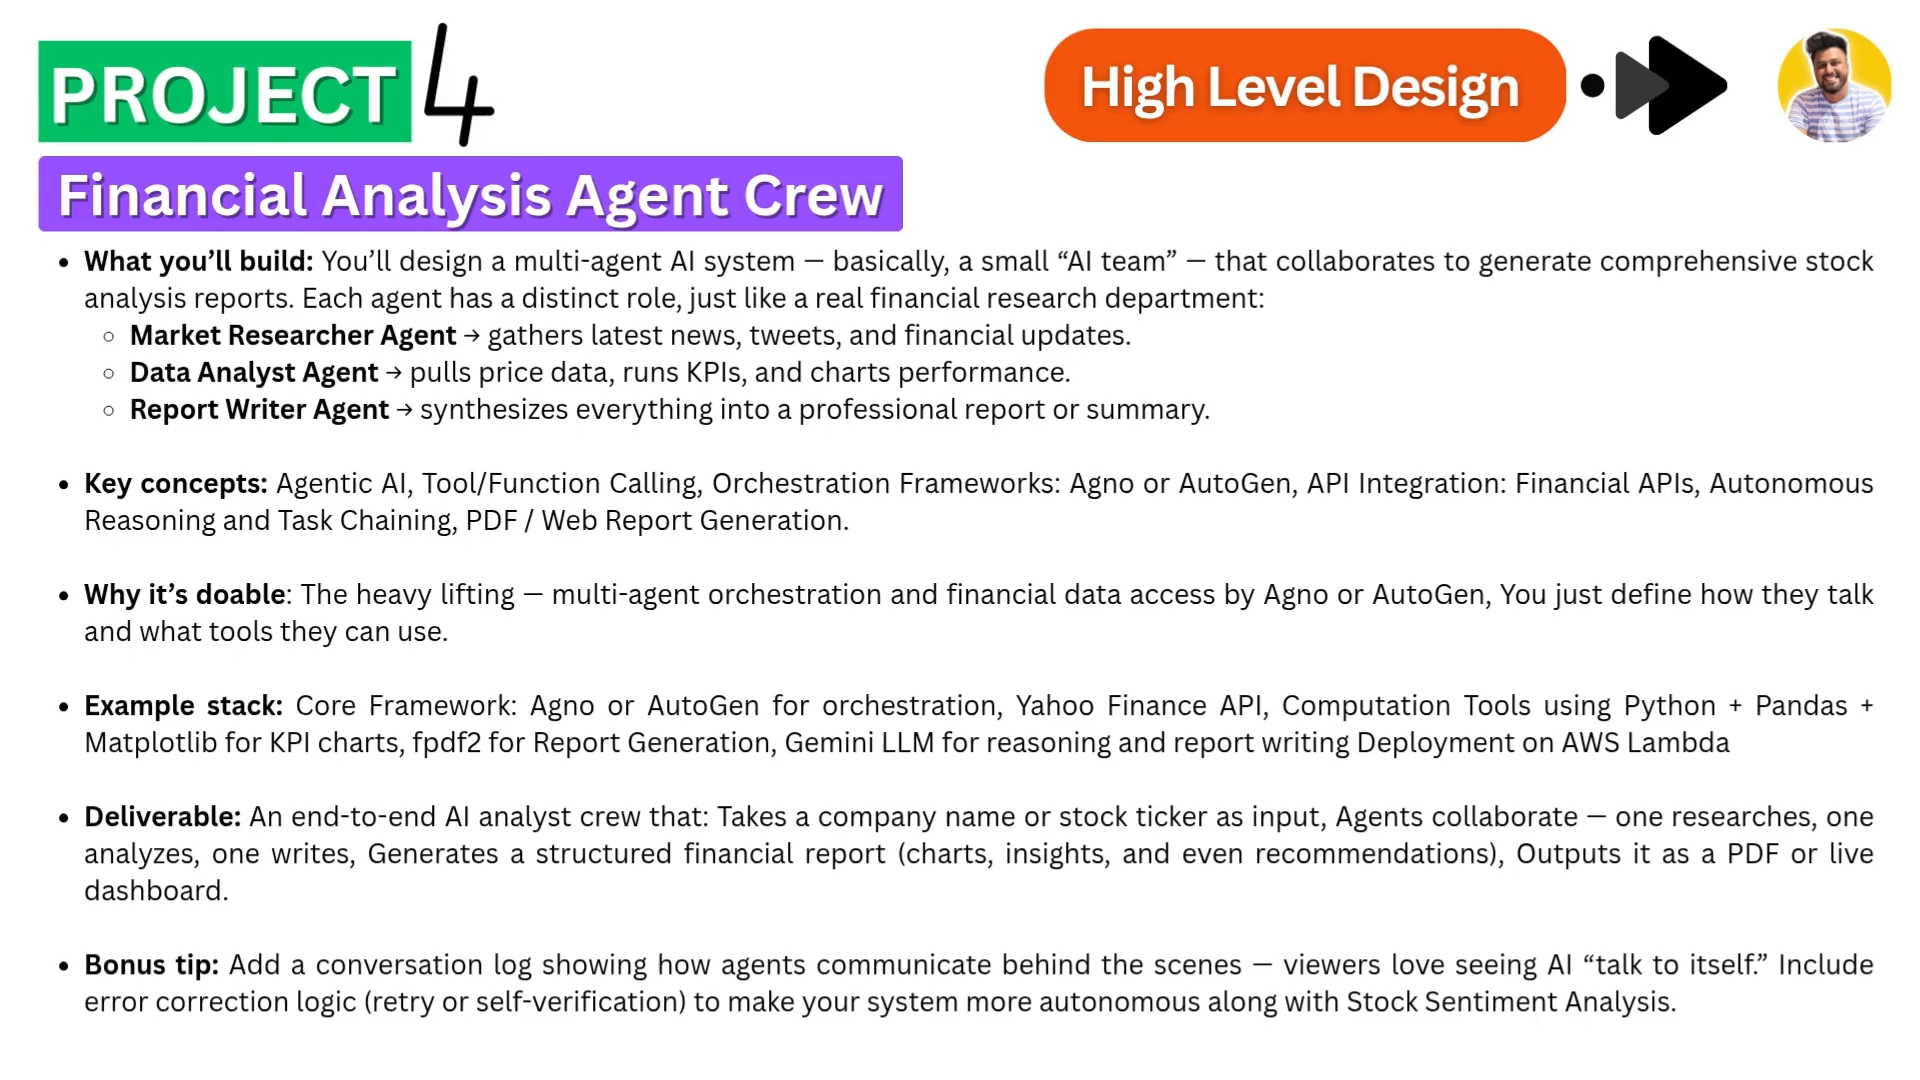 PROJECT 4
High Level Design
Financial Analysis Agent Crew
• What you’ll build: You’ll design a multi-agent AI system — basically, a small “AI team” — that collaborates to generate comprehensive stock
analysis reports. Each agent has a distinct role, just like a real financial research department:
○ Market Researcher Agent → gathers latest news, tweets, and financial updates.
○ Data Analyst Agent → pulls price data, runs KPIs, and charts performance.
○ Report Writer Agent → synthesizes everything into a professional report or summary.
• Key concepts: Agentic AI, Tool/Function Calling, Orchestration Frameworks: Agno or AutoGen, API Integration: Financial APIs, Autonomous
Reasoning and Task Chaining, PDF / Web Report Generation.
• Why it’s doable: The heavy lifting — multi-agent orchestration and financial data access by Agno or AutoGen, You just define how they talk
and what tools they can use.
• Example stack: Core Framework: Agno or AutoGen for orchestration, Yahoo Finance API, Computation Tools using Python + Pandas +
Matplotlib for KPI charts, fpdf2 for Report Generation, Gemini LLM for reasoning and report writing Deployment on AWS Lambda
• Deliverable: An end-to-end AI analyst crew that: Takes a company name or stock ticker as input, Agents collaborate — one researches, one
analyzes, one writes, Generates a structured financial report (charts, insights, and even recommendations), Outputs it as a PDF or live
dashboard.
• Bonus tip: Add a conversation log showing how agents communicate behind the scenes — viewers love seeing AI “talk to itself.” Include
error correction logic (retry or self-verification) to make your system more autonomous along with Stock Sentiment Analysis.